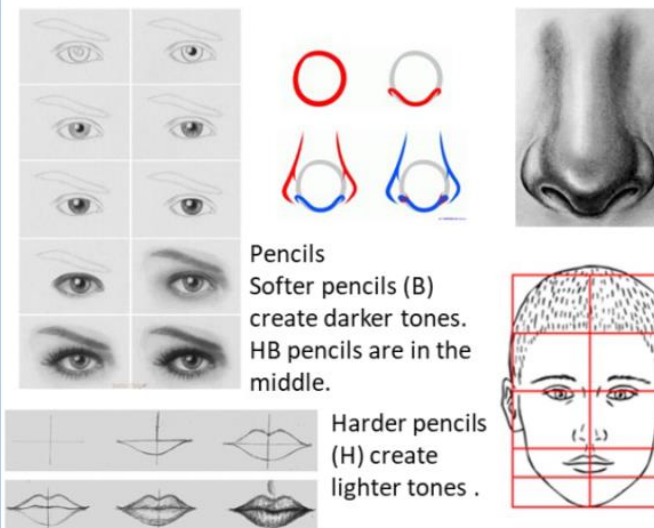 Pencils
Softer pencils (B)
create darker tones.
HB pencils are in the
middle.
Harder pencils
(H) create
lighter tones .